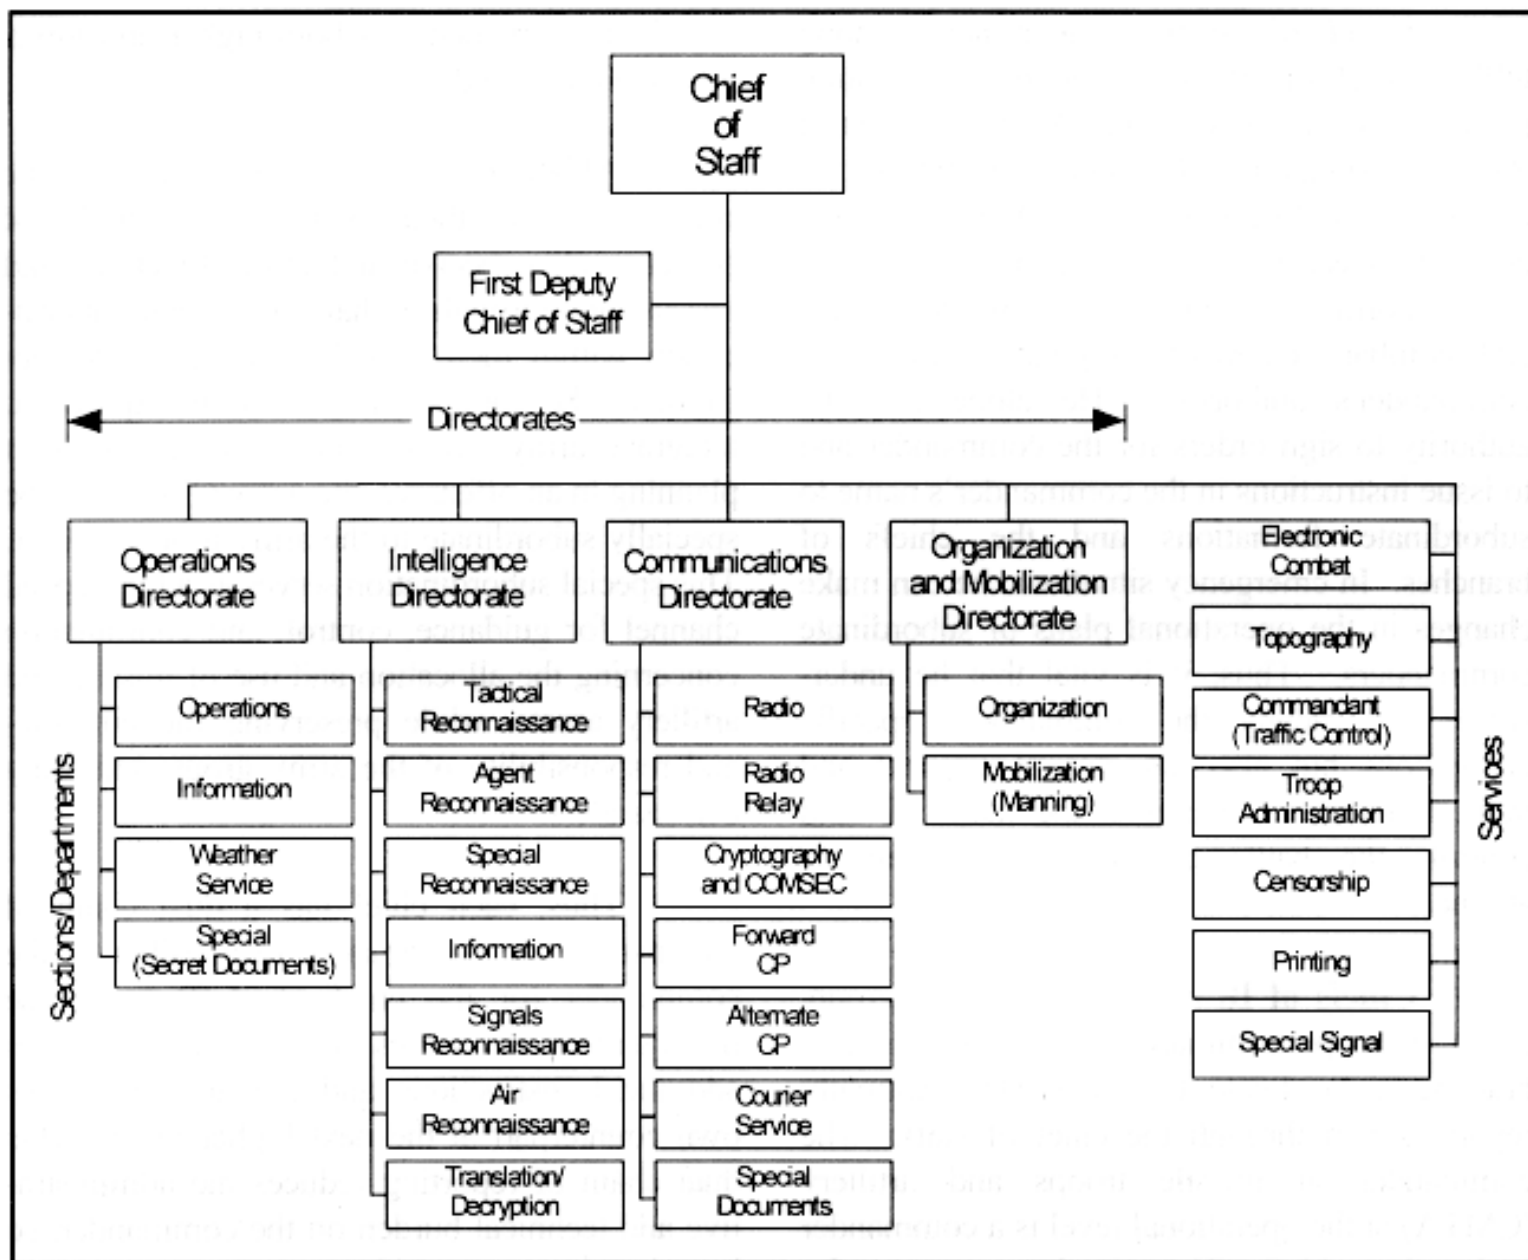 Chief
of
Staff
First Deputy
Chief of Staff
Directorates
Operations
Directorate
Intelligence
Directorate
Communications
Directorate
Organization
and Mobilization
Directorate
Electronic
Combat
Sections/Departments
Operations
Information
Weather
Service
Special
(Secret Documents)
Tactical
Reconnaissance
Agent
Reconnaissance
Special
Reconnaissance
Information
Signals
Reconnaissance
Air
Reconnaissance
Translation/
Decryption
Radio
Radio
Relay
Cryptography
and COMSEC
Forward
CP
Alternate
CP
Courier
Service
Special
Documents
Organization
Mobilization
(Manning)
Topography
Commandant
(Traffic Control)
Troop
Administration
Censorship
Printing
Special Signal
Services